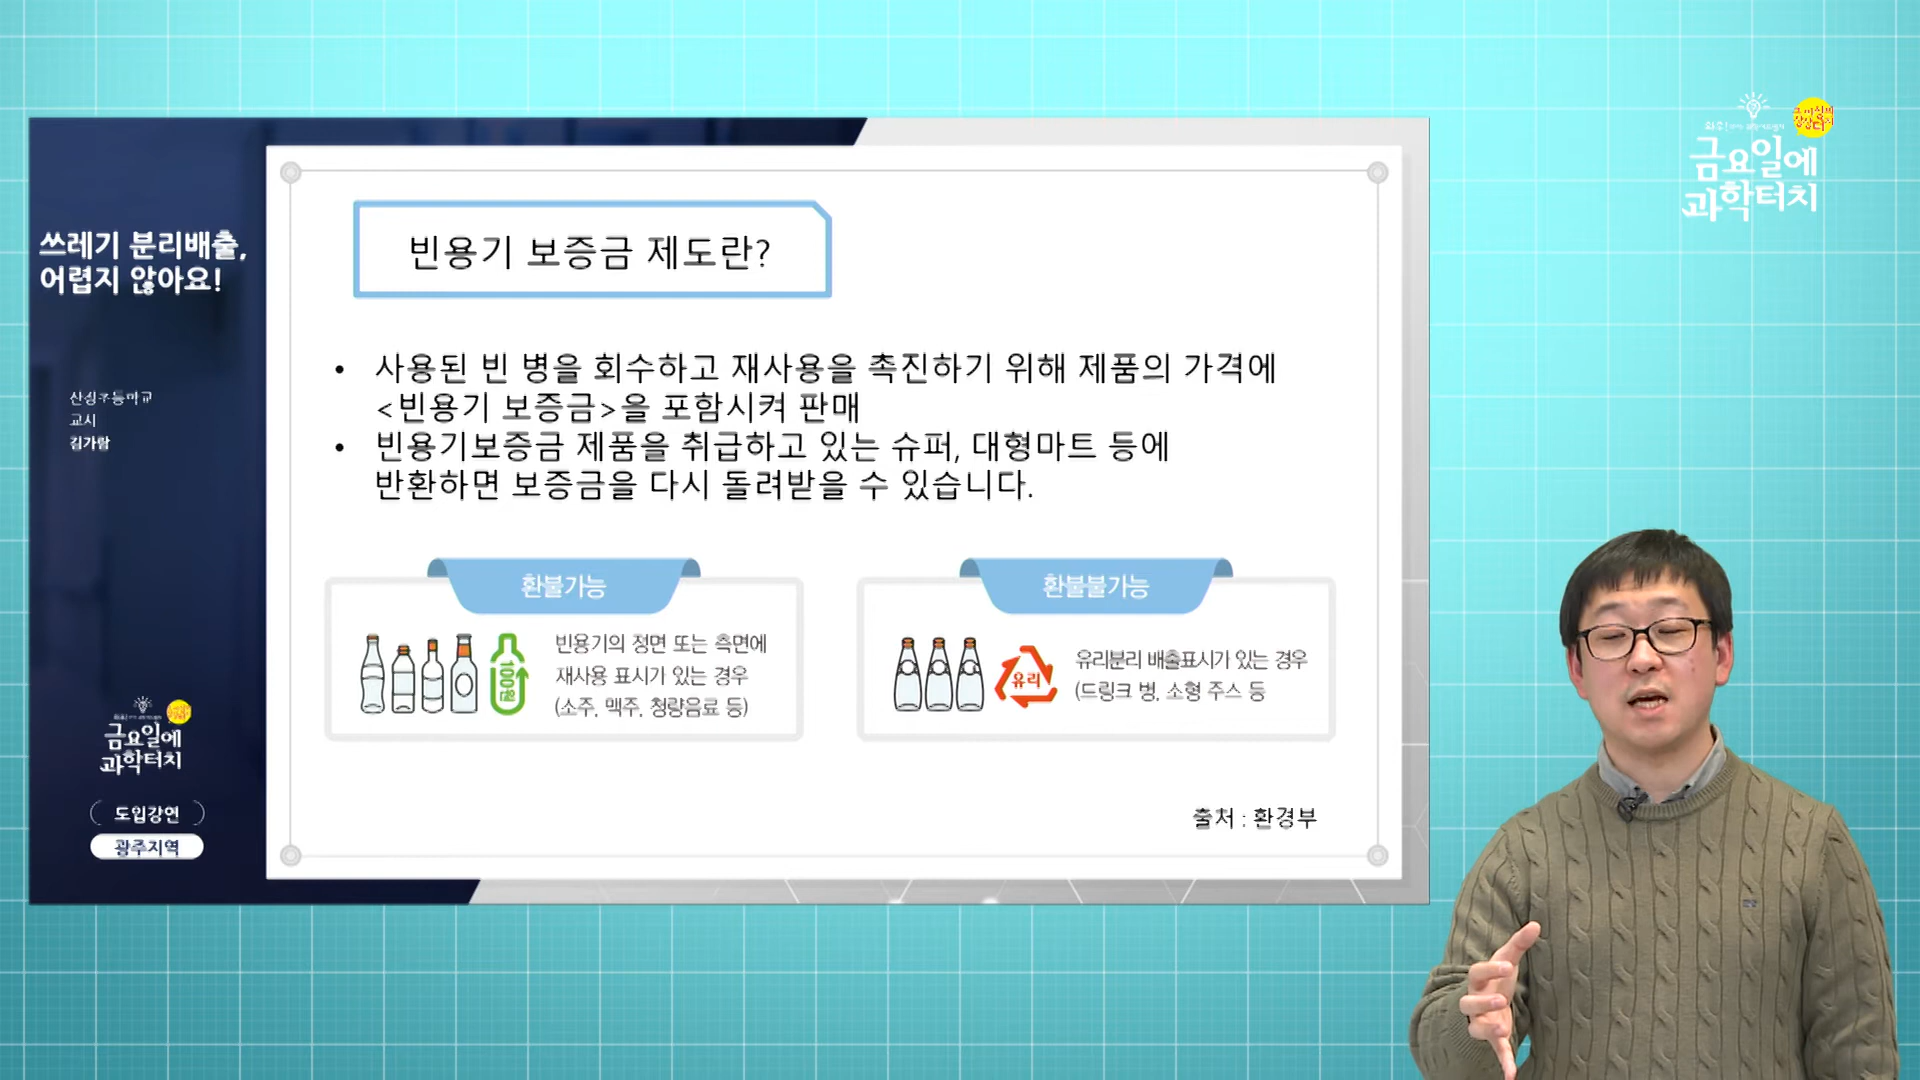 금요일에
과학터치
쓰레기 분리배출,
어렵지 않아요!
교사
김가람
금요일에
과학터치
도입강연
광주지역
빈용기 보증금 제도란?
• 사용된 빈 병을 회수하고 재사용을 촉진하기 위해 제품의 가격에
<빈용기 보증금>을 포함시켜 판매
• 빈용기보증금 제품을 취급하고 있는 슈퍼, 대형마트 등에
반환하면 보증금을 다시 돌려받을 수 있습니다.
환불가능
100원
빈용기의 정면 또는 측면에
재사용 표시가 있는 경우
(소주, 맥주, 청량음료 등)
환불불가능
유리
유리분리 배출표시가 있는 경우
(드링크 병, 소형 주스 등
출처 : 환경부